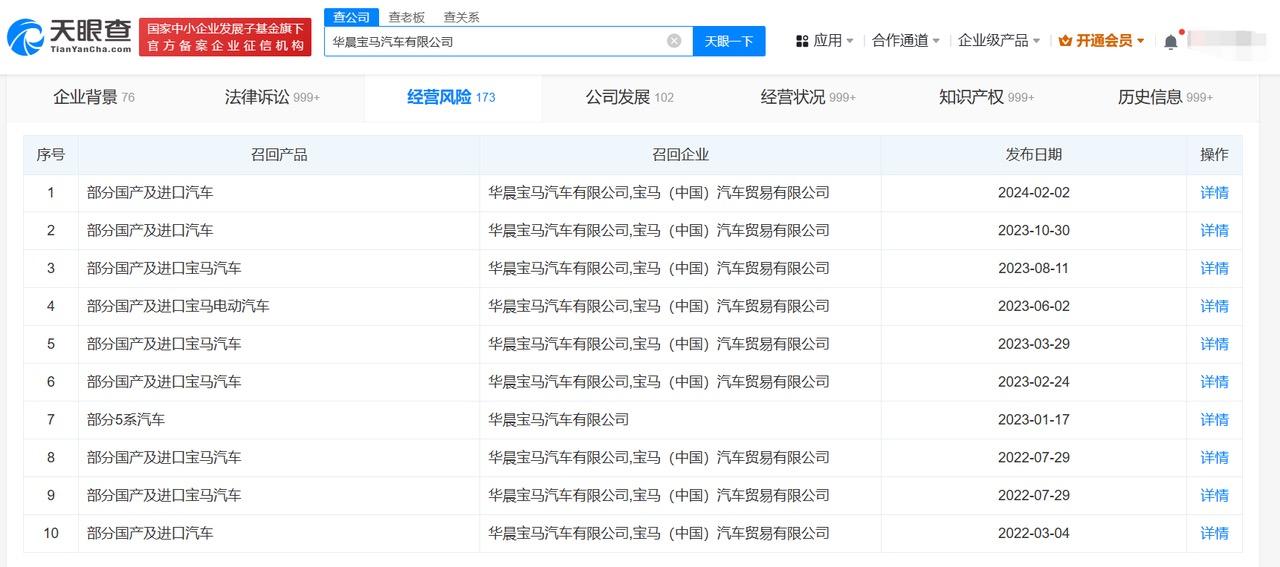 天眼查
TianYanCha.com
国家中小企业发展子基金旗下
官方备案企业征信机构
查公司 查老板 查关系
华晨宝马汽车有限公司 天眼一下
应用 合作通道 企业级产品 开通会员
企业背景 76 法律诉讼 999+ 经营风险 173 公司发展 102 经营状况 999+ 知识产权 999+ 历史信息 999+
序号 召回产品 召回企业 发布日期 操作
1 部分国产及进口汽车 华晨宝马汽车有限公司,宝马（中国）汽车贸易有限公司 2024-02-02 详情
2 部分国产及进口汽车 华晨宝马汽车有限公司,宝马（中国）汽车贸易有限公司 2023-10-30 详情
3 部分国产及进口宝马汽车 华晨宝马汽车有限公司,宝马（中国）汽车贸易有限公司 2023-08-11 详情
4 部分国产及进口宝马电动汽车 华晨宝马汽车有限公司,宝马（中国）汽车贸易有限公司 2023-06-02 详情
5 部分国产及进口宝马汽车 华晨宝马汽车有限公司,宝马（中国）汽车贸易有限公司 2023-03-29 详情
6 部分国产及进口宝马汽车 华晨宝马汽车有限公司,宝马（中国）汽车贸易有限公司 2023-02-24 详情
7 部分5系汽车 华晨宝马汽车有限公司 2023-01-17 详情
8 部分国产及进口宝马汽车 华晨宝马汽车有限公司,宝马（中国）汽车贸易有限公司 2022-07-29 详情
9 部分国产及进口宝马汽车 华晨宝马汽车有限公司,宝马（中国）汽车贸易有限公司 2022-07-29 详情
10 部分国产及进口汽车 华晨宝马汽车有限公司,宝马（中国）汽车贸易有限公司 2022-03-04 详情